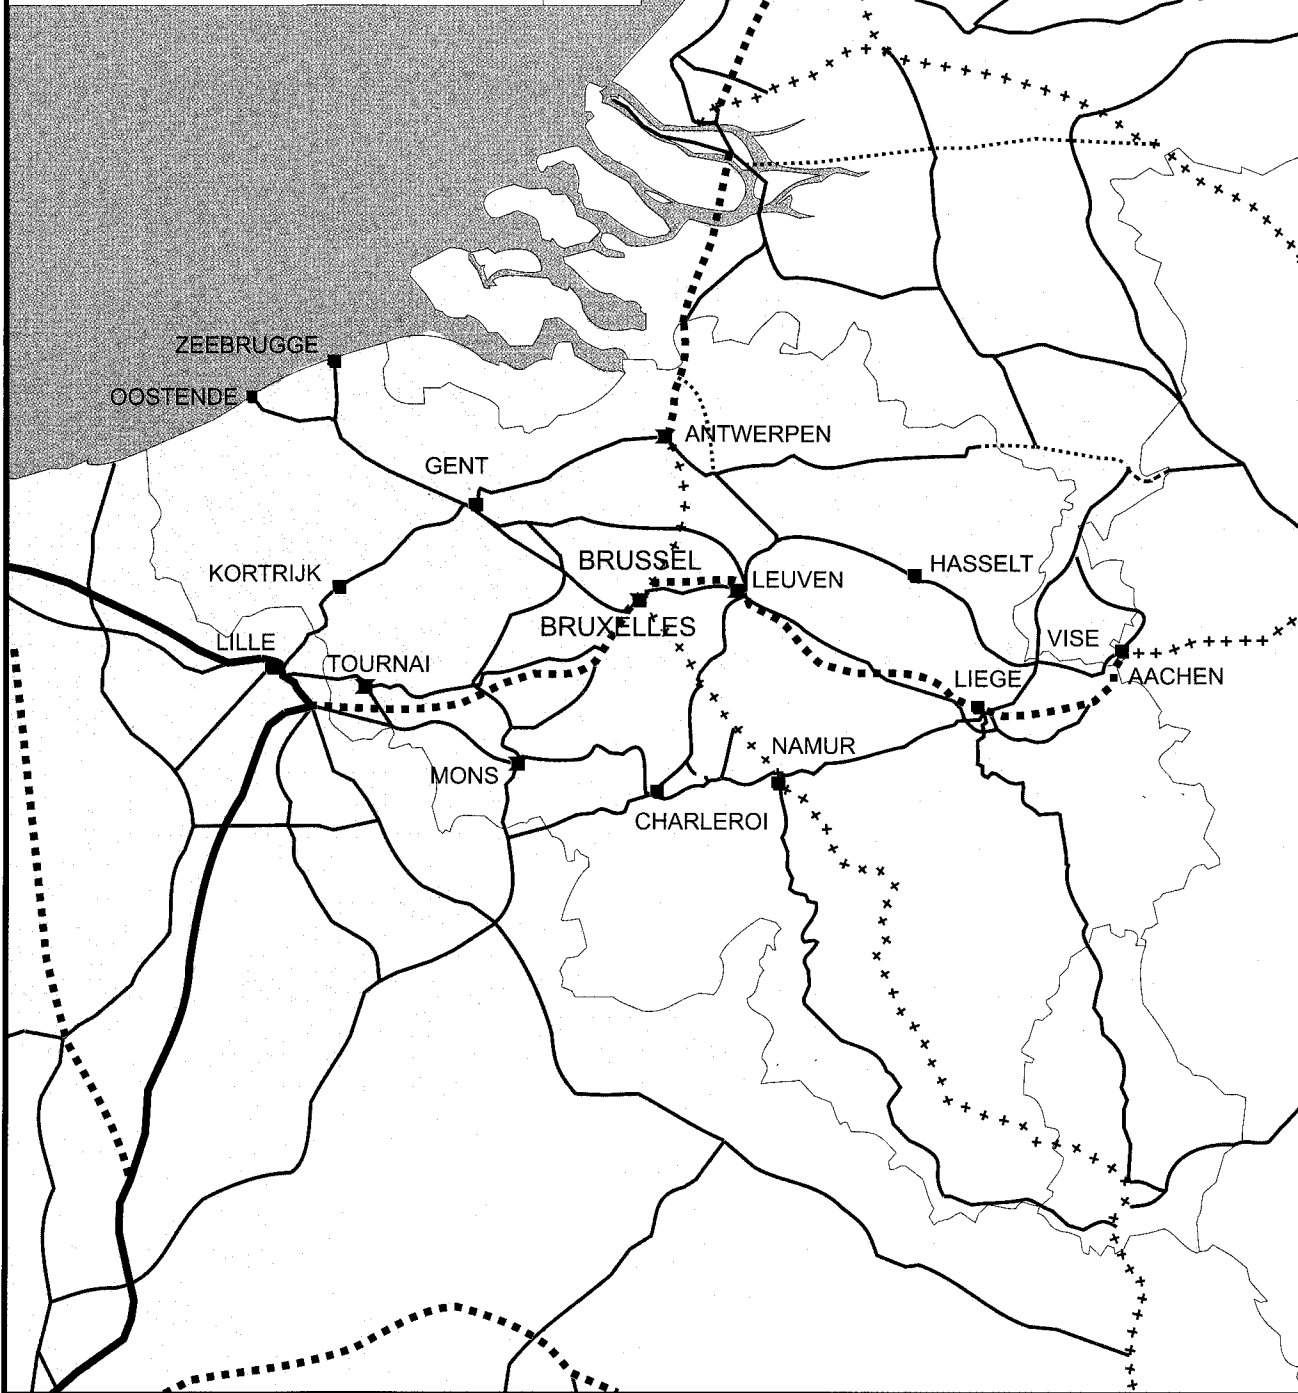 ZEEBRUGGE
OOSTENDE
ANTWERPEN
GENT
BRUSSEL
HASSELT
KORTRIJK
LEUVEN
BRUXELLES
LILLE
VISE
TOURNAI
LIEGE
AACHEN
NAMUR
MONS
CHARLEROI